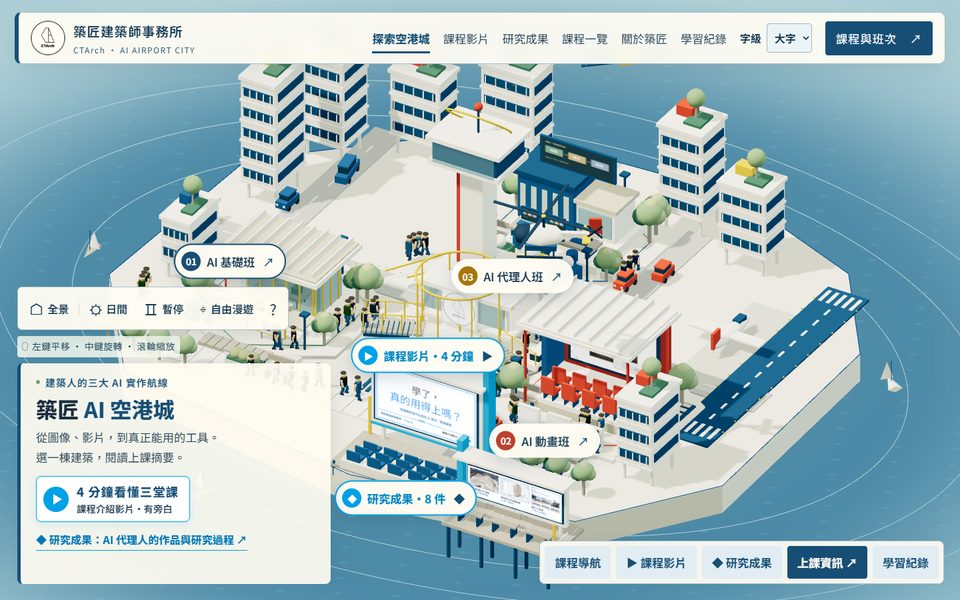 築匠建築師事務所
CTArch • AI AIRPORT CITY
CTArch
探索空港城
課程影片
研究成果
課程一覽
關於築匠
學習紀錄
字級
大字
課程與班次 ↗
01 AI 基礎班 ↗
03 AI 代理人班 ↗
全景
日間
暫停
自由漫遊
?
左鍵平移 • 中鍵旋轉 • 滾輪縮放
課程影片・4 分鐘
學了，
真的用得上嗎？
02 AI 動畫班 ↗
研究成果・8 件
建築人的三大 AI 實作航線
築匠 AI 空港城
從圖像、影片，到真正能用的工具。
選一棟建築，閱讀上課摘要。
4 分鐘看懂三堂課
課程介紹影片・有旁白
研究成果：AI 代理人的作品與研究過程 ↗
課程導航
課程影片
研究成果
上課資訊 ↗
學習紀錄